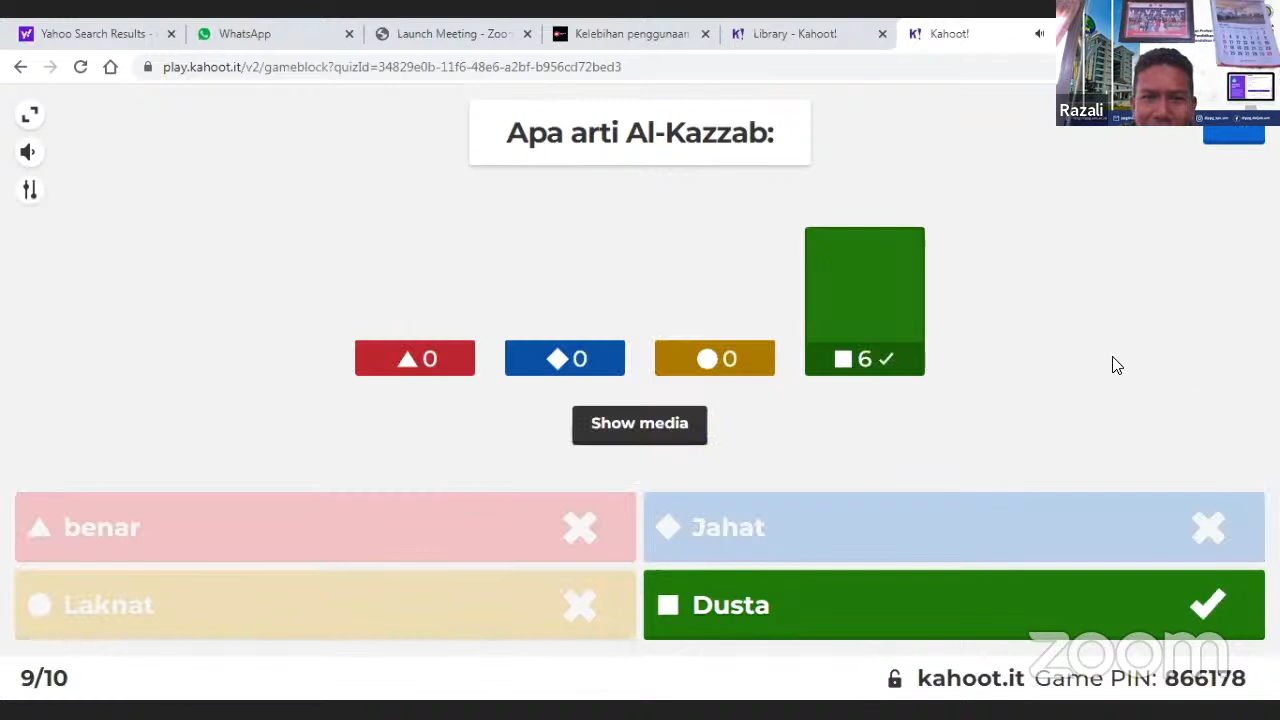 Yahoo Search Results -
WhatsApp
Launch Meeting - Zoo
Kelebihan penggunaan
K! Library - Kahoot!
K! Kahoot!
play.kahoot.it/v2/gameblock?quizId=34829e0b-11f6-48e6-a2bf-b956cd72bed3
Razali
Apa arti Al-Kazzab:
0
0
0
6
Show media
benar
Jahat
Laknat
Dusta
zoom
9/10
kahoot.it Game PIN: 866178